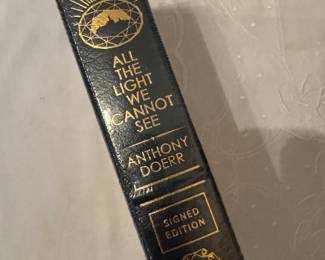 ALL
THE
LIGHT
WE
CANNOT
SEE
ANTHONY
DOERR
SIGNED
EDITION